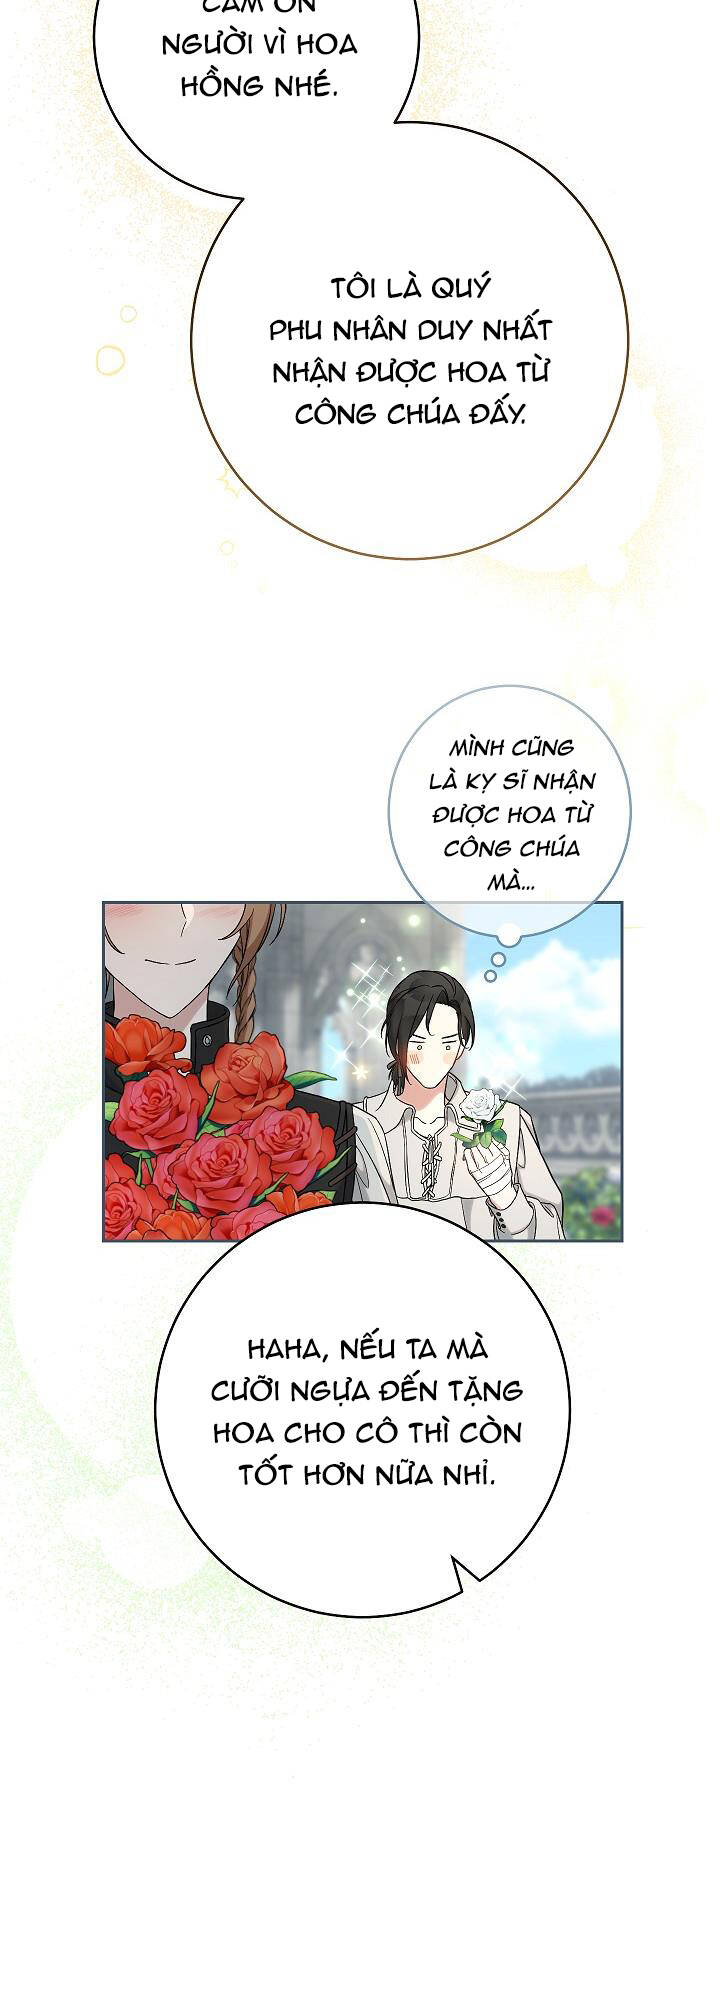 CẢM ƠN
NGƯỜI VÌ HOA
HỒNG NHÉ.
TÔI LÀ QUÝ
PHU NHÂN DUY NHẤT
NHẬN ĐƯỢC HOA TỪ
CÔNG CHÚA ĐẤY.
MÌNH CŨNG
LÀ KỴ SĨ NHẬN
ĐƯỢC HOA TỪ
CÔNG CHÚA
MÀ...
HAHA, NẾU TA MÀ
CƯỠI NGỰA ĐẾN TẶNG
HOA CHO CÔ THÌ CÒN
TỐT HƠN NỮA NHỈ.